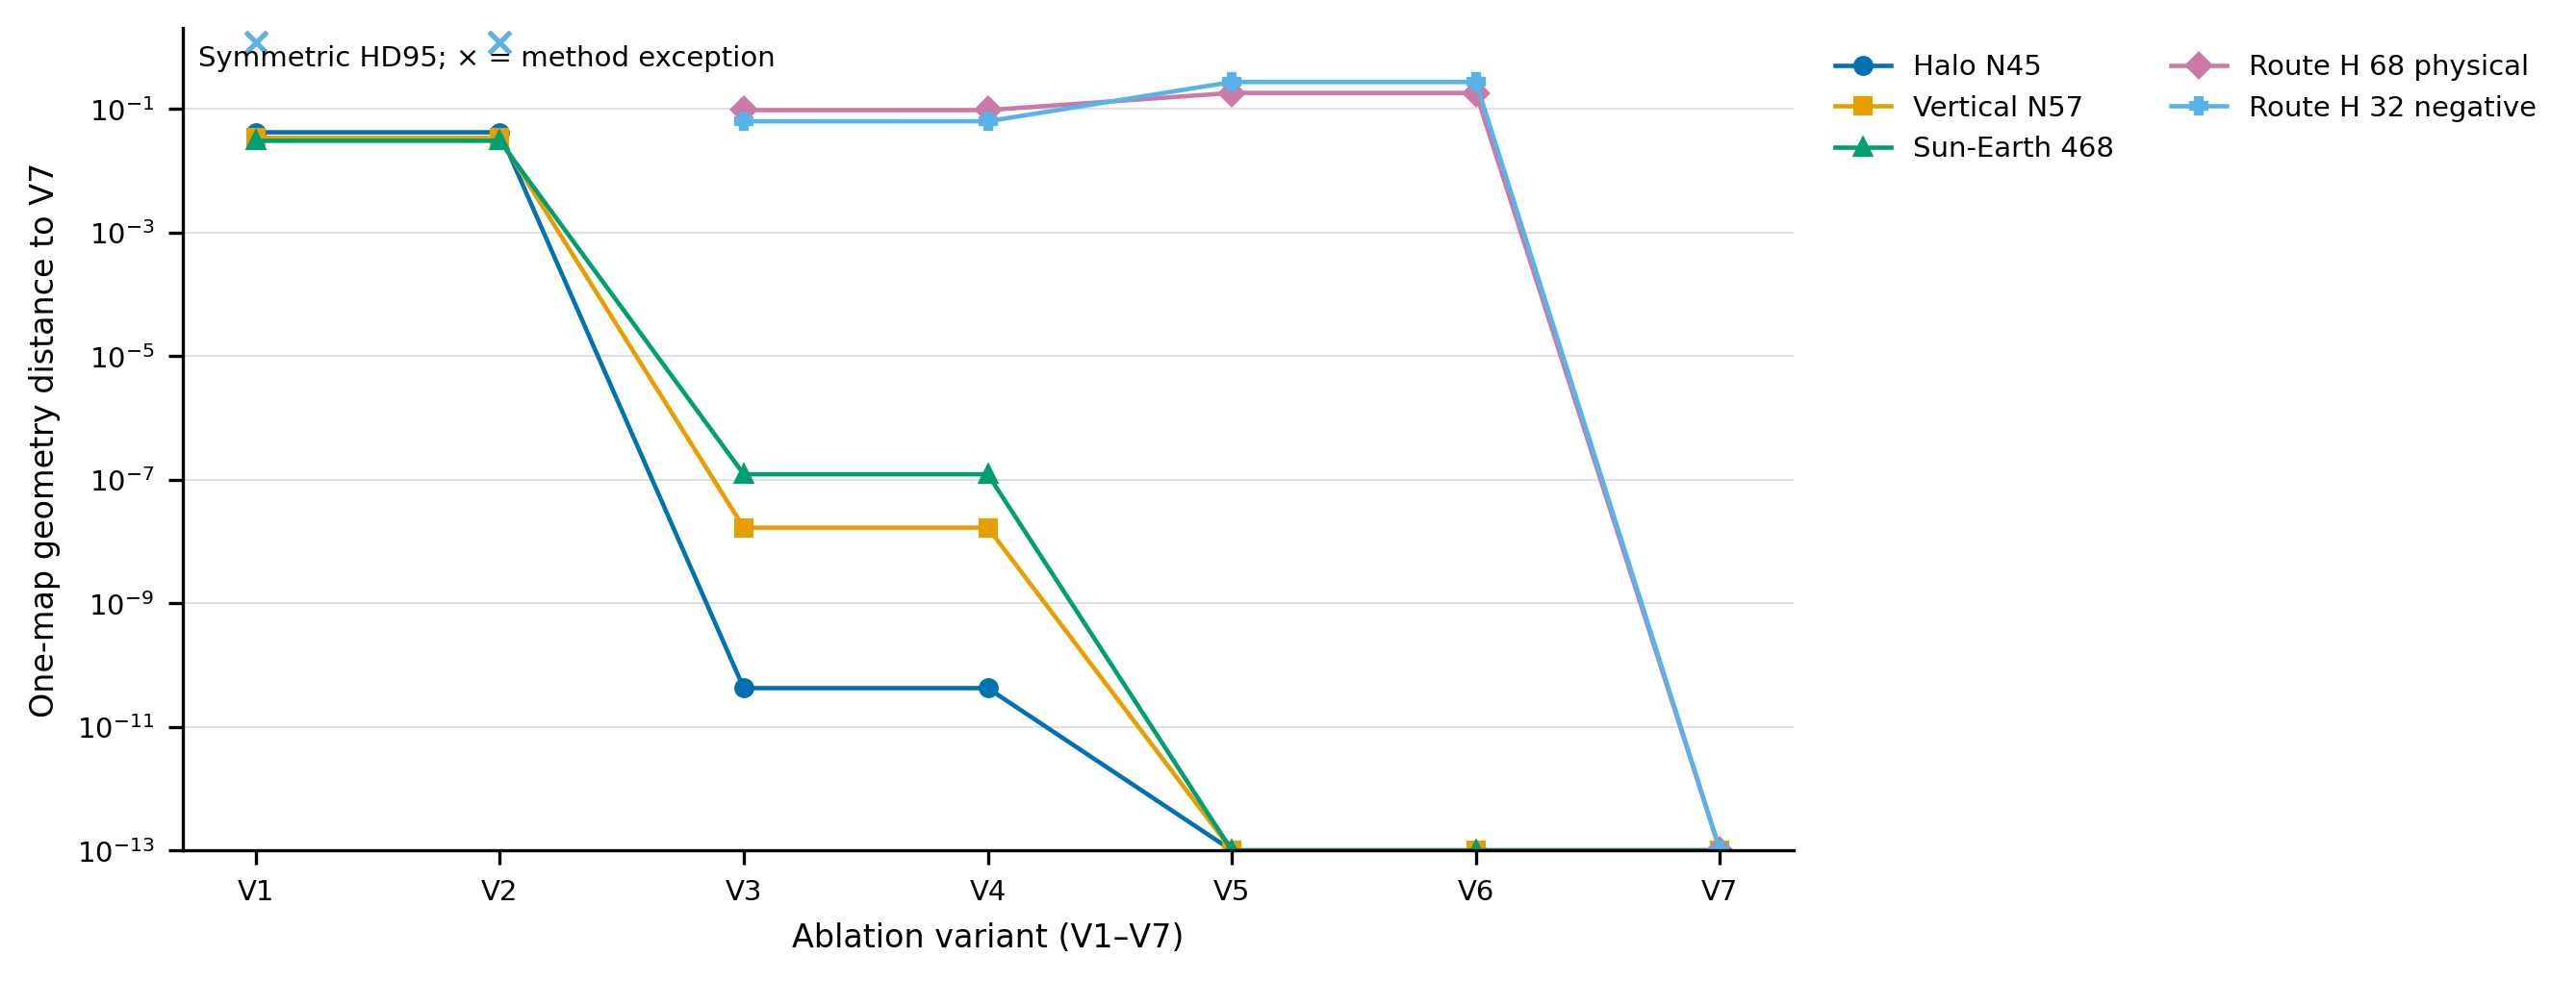 Symmetric HD95; × = method exception
Halo N45
Vertical N57
Sun-Earth 468
Route H 68 physical
Route H 32 negative
One-map geometry distance to V7
10⁻¹
10⁻³
10⁻⁵
10⁻⁷
10⁻⁹
10⁻¹¹
10⁻¹³
V1 V2 V3 V4 V5 V6 V7
Ablation variant (V1–V7)